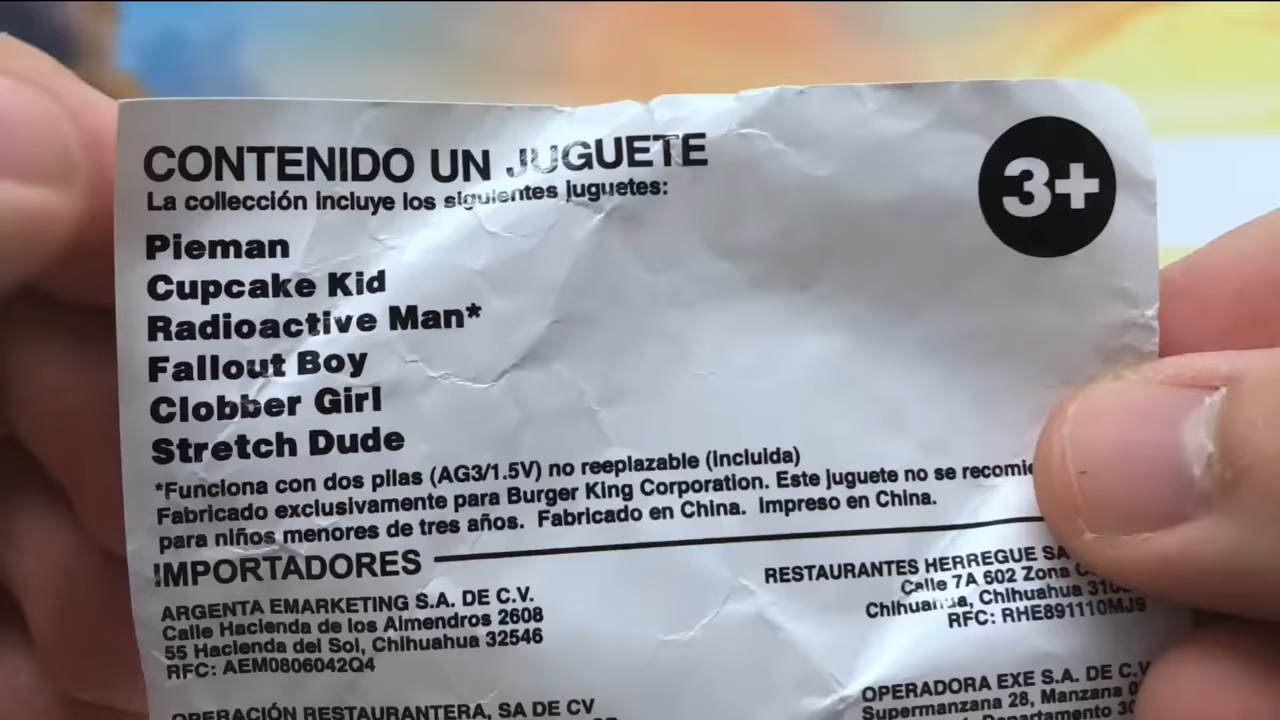 CONTENIDO UN JUGUETE
La collección incluye los siguientes juguetes:
3+
Pieman
Cupcake Kid
Radioactive Man*
Fallout Boy
Clobber Girl
Stretch Dude
*Funciona con dos pilas (AG3/1.5V) no reeplazable (incluida)
Fabricado exclusivamente para Burger King Corporation. Este juguete no se
para niños menores de tres años. Fabricado en China. Impreso en China.
IMPORTADORES
ARGENTA EMARKETING S.A. DE C.V.
Calle Hacienda de los Almendros 2608
55 Hacienda del Sol, Chihuahua 32546
RFC: AEM0806042Q4
OPERACIÓN RESTAURANTERA, SA DE CV
RESTAURANTES HERREGUE SA
Calle 7A 602 Zona
Chihuahua, Chihuahua
RFC: RHE891110MJ9
OPERADORA EXE S.A. DE C.V
Supermanzana 28, Manzana
Departamento